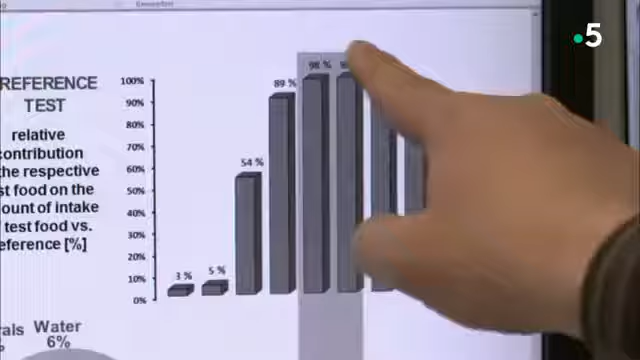 5
REFERENCE
TEST
relative
contribution
the respective
st food on the
ount of intake
test food vs.
eference [%]
100%
90%
80%
70%
60%
50%
40%
30%
20%
10%
0%
3 %
5 %
54 %
89 %
98 %
als Water
6%